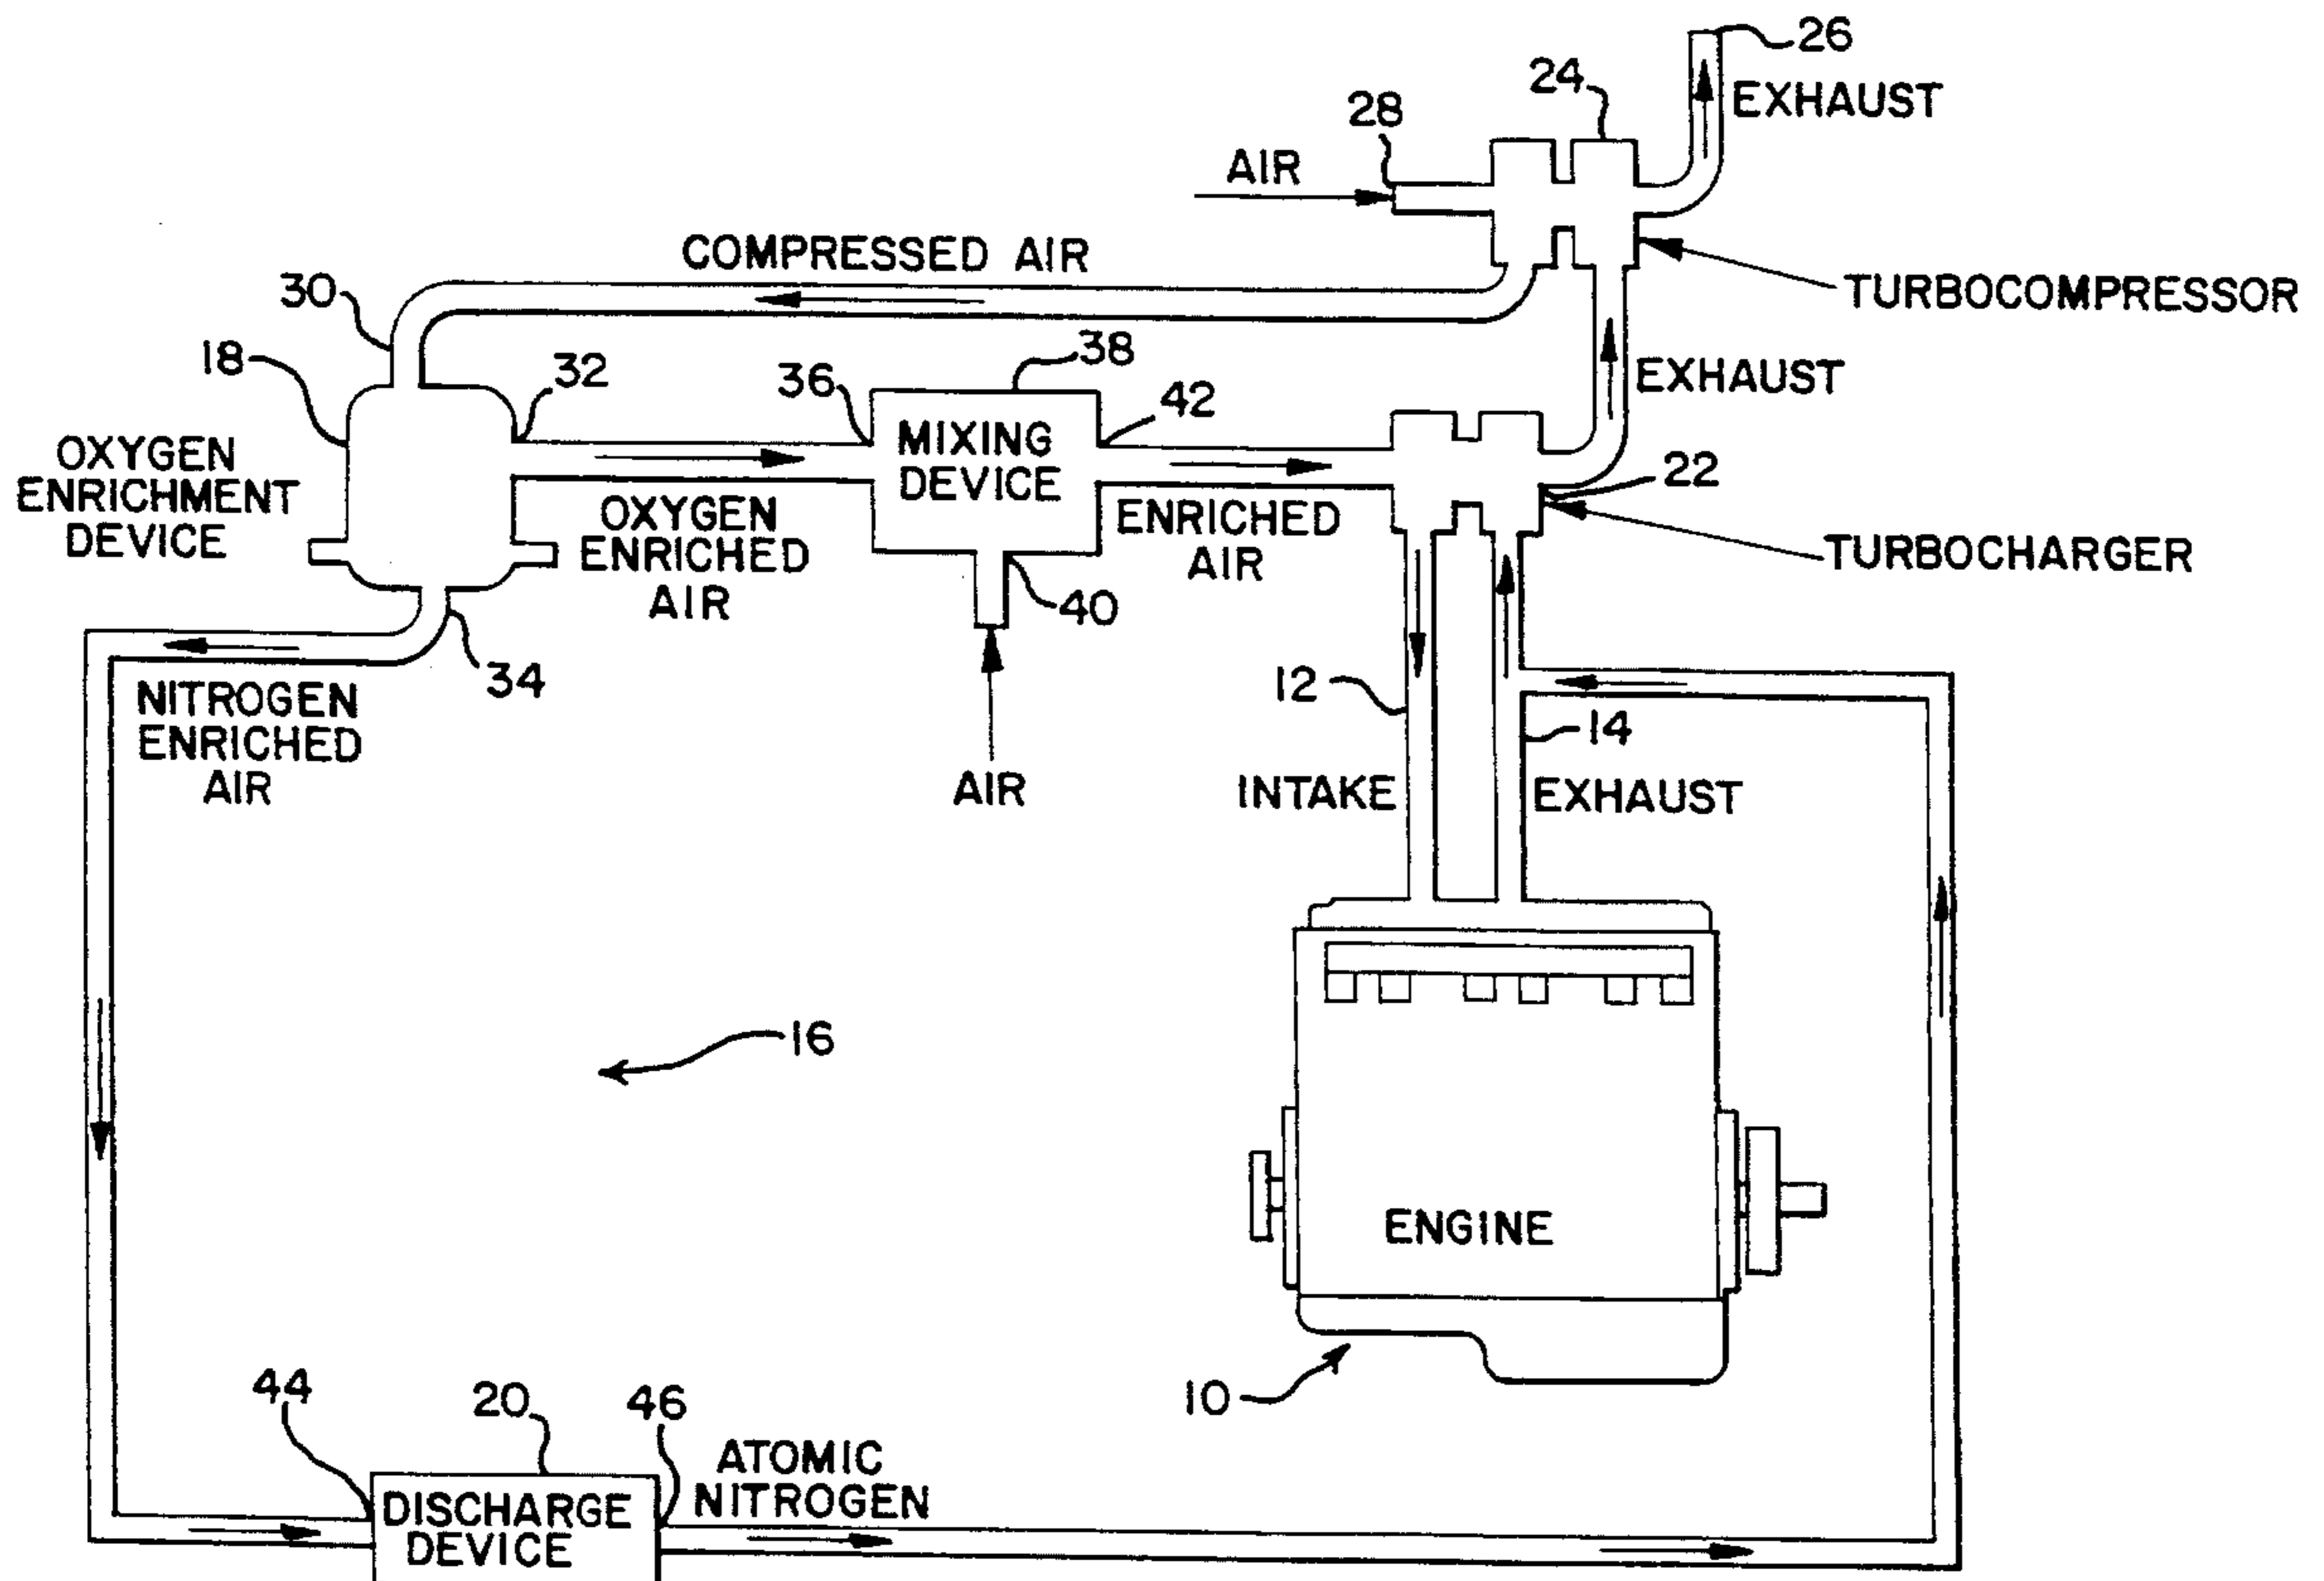 26
24
EXHAUST
28
AIR
COMPRESSED AIR
30
TURBOCOMPRESSOR
18
32
36
38
42
EXHAUST
OXYGEN
ENRICHMENT
DEVICE
MIXING
DEVICE
22
OXYGEN
ENRICHED
AIR
ENRICHED
AIR
TURBOCHARGER
40
34
12
14
NITROGEN
ENRICHED
AIR
AIR
INTAKE
EXHAUST
16
ENGINE
10
44
20
46
ATOMIC
NITROGEN
DISCHARGE
DEVICE